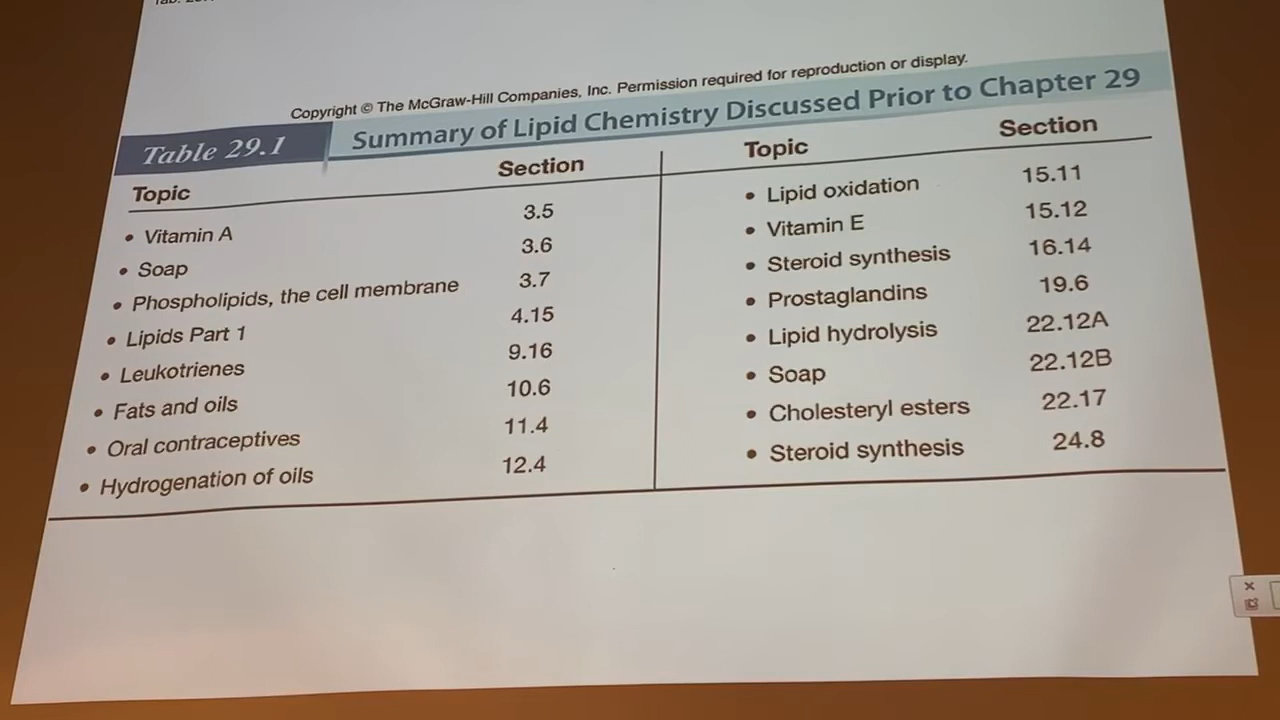 Copyright © The McGraw-Hill Companies, Inc. Permission required for reproduction or display.
Table 29.1 Summary of Lipid Chemistry Discussed Prior to Chapter 29
Topic Section Topic Section
• Vitamin A 3.5 • Lipid oxidation 15.11
• Soap 3.6 • Vitamin E 15.12
• Phospholipids, the cell membrane 3.7 • Steroid synthesis 16.14
• Lipids Part 1 4.15 • Prostaglandins 19.6
• Leukotrienes 9.16 • Lipid hydrolysis 22.12A
• Fats and oils 10.6 • Soap 22.12B
• Oral contraceptives 11.4 • Cholesteryl esters 22.17
• Hydrogenation of oils 12.4 • Steroid synthesis 24.8